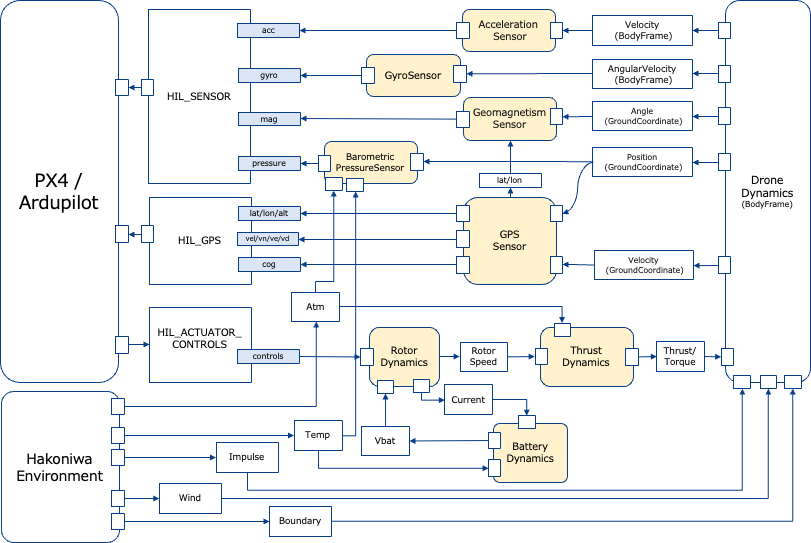 PX4 /
Ardupilot
HIL_SENSOR
acc
gyro
mag
pressure
Acceleration
Sensor
Velocity
(BodyFrame)
GyroSensor
AngularVelocity
(BodyFrame)
Geomagnetism
Sensor
Angle
(GroundCoordinate)
Barometric
PressureSensor
Position
(GroundCoordinate)
Drone
Dynamics
(BodyFrame)
lat/lon
HIL_GPS
lat/lon/alt
vel/vn/ve/vd
cog
GPS
Sensor
Velocity
(GroundCoordinate)
Atm
HIL_ACTUATOR_
CONTROLS
controls
Rotor
Dynamics
Rotor
Speed
Thrust
Dynamics
Thrust/
Torque
Current
Hakoniwa
Environment
Temp
Vbat
Battery
Dynamics
Impulse
Wind
Boundary